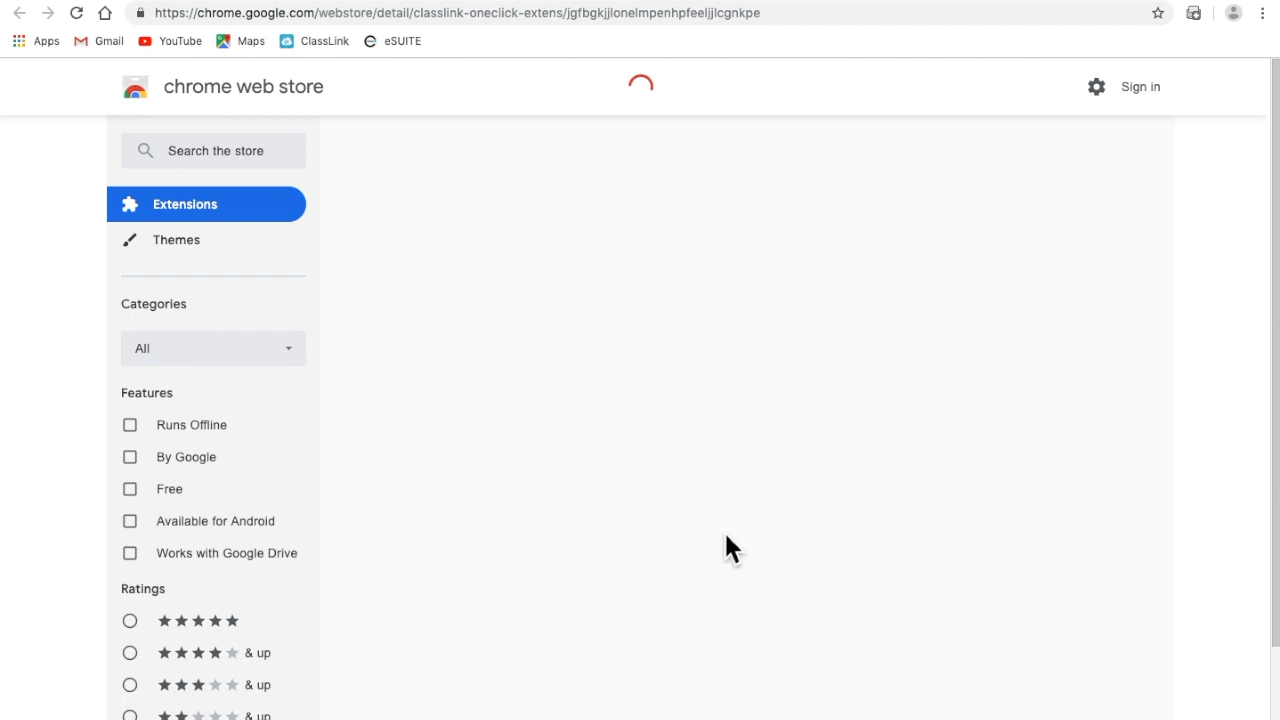 https://chrome.google.com/webstore/detail/classlink-oneclick-extens/jgfbgkjjlonelmpenhpfeeljjlcgnkpe
Apps Gmail YouTube Maps ClassLink eSUITE
chrome web store Sign in
Search the store
Extensions
Themes
Categories
All
Features
Runs Offline
By Google
Free
Available for Android
Works with Google Drive
Ratings
& up
& up
& up